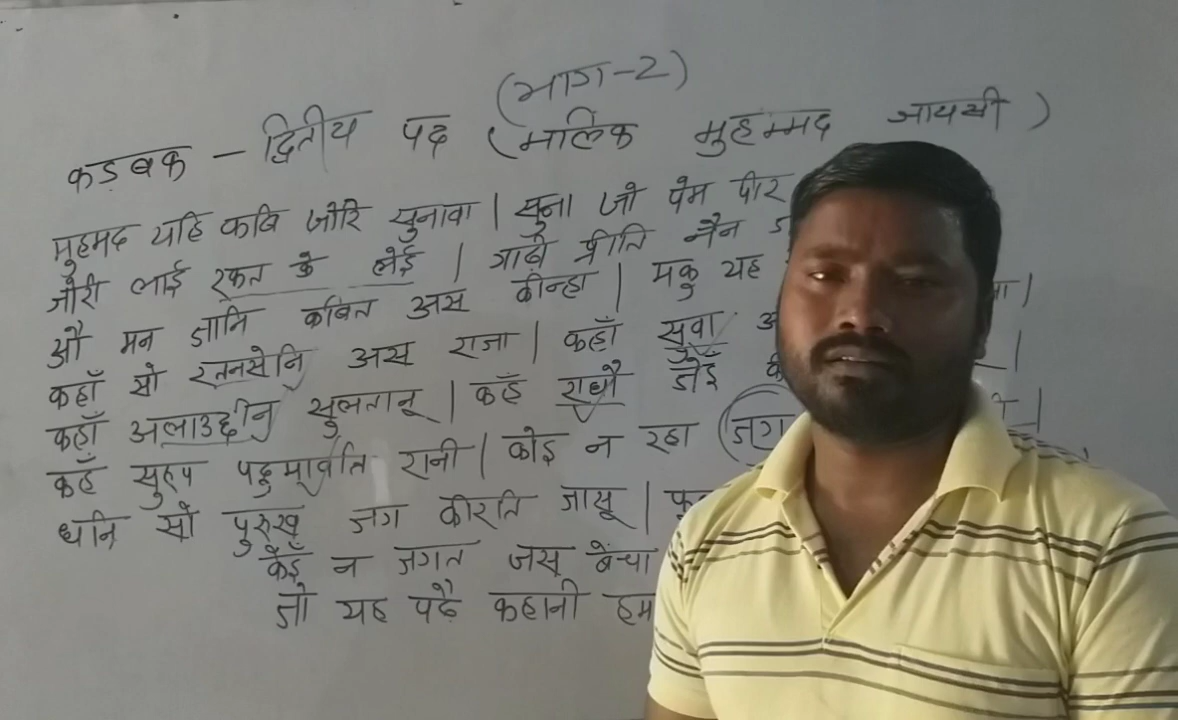 (भाग-2)
कड़बक – द्वितीय पद (मलिक मुहम्मद जायसी)
मुहमद यहि कबि जोरि सुनावा | सुना जो पेम पीर
जोरी लाई रकत कै लेई | गाढ़ी प्रीति नैन
औ मन जानि कबित अस कीन्हा | मकु यह
कहाँ सो रतनसेनि अस राजा | कहाँ सुवा
कहाँ अलाउद्दीन सुलतानू | कहँ राघौ जेइँ
कहँ सुरूप पदुमावति रानी | कोइ न रहा जग
धनि सो पुरुख जग कीरति जासू |
केइँ न जगत जस बेंचा
जो यह पढ़ै कहानी हम